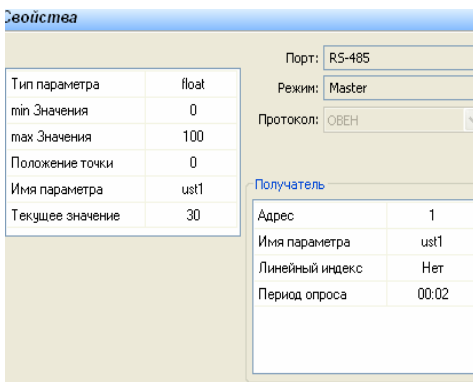 Свойства
Порт: RS-485
Режим: Master
Протокол: ОВЕН
Тип параметра float
min Значения 0
max Значения 100
Положение точки 0
Имя параметра ust1
Текущее значение 30
Получатель
Адрес 1
Имя параметра ust1
Линейный индекс Нет
Период опроса 00:02